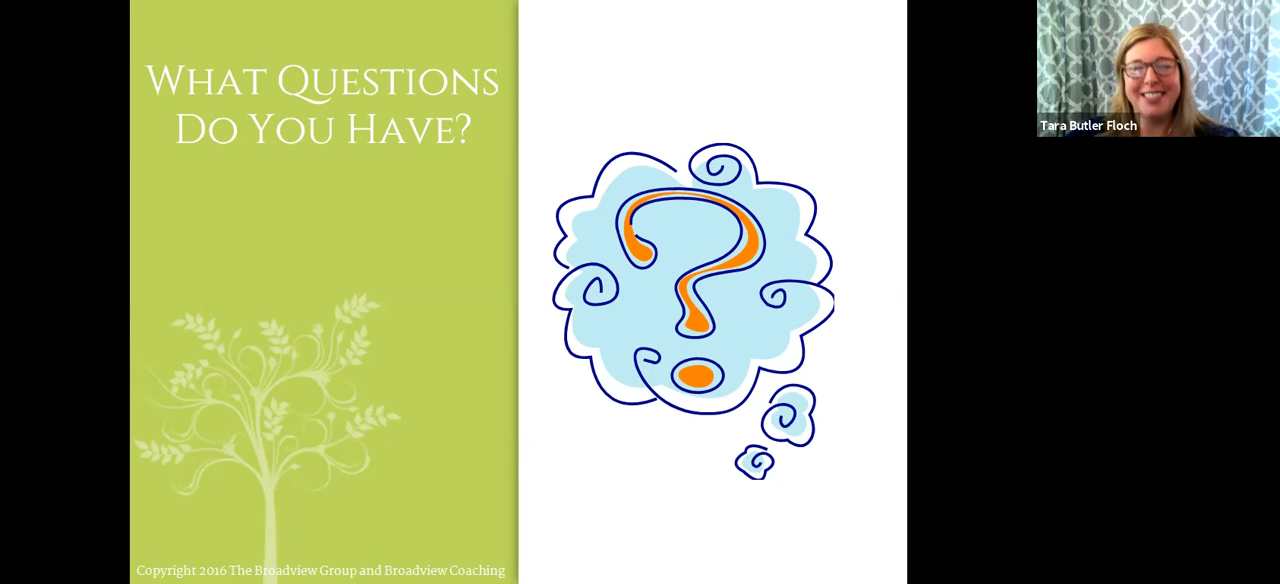 What Questions
Do You Have?
Tara Butler Floch
Copyright 2016 The Broadview Group and Broadview Coaching